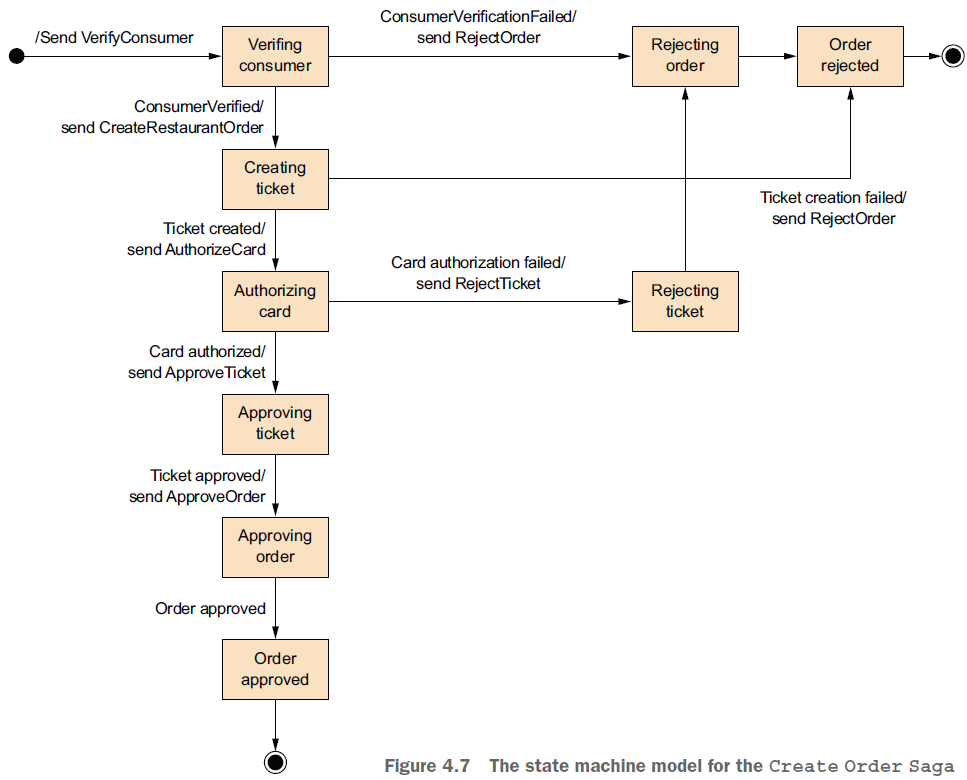 /Send VerifyConsumer
Verifing
consumer
ConsumerVerificationFailed/
send RejectOrder
Rejecting
order
Order
rejected
ConsumerVerified/
send CreateRestaurantOrder
Creating
ticket
Ticket creation failed/
send RejectOrder
Ticket created/
send AuthorizeCard
Authorizing
card
Card authorization failed/
send RejectTicket
Rejecting
ticket
Card authorized/
send ApproveTicket
Approving
ticket
Ticket approved/
send ApproveOrder
Approving
order
Order approved
Order
approved
Figure 4.7 The state machine model for the Create Order Saga